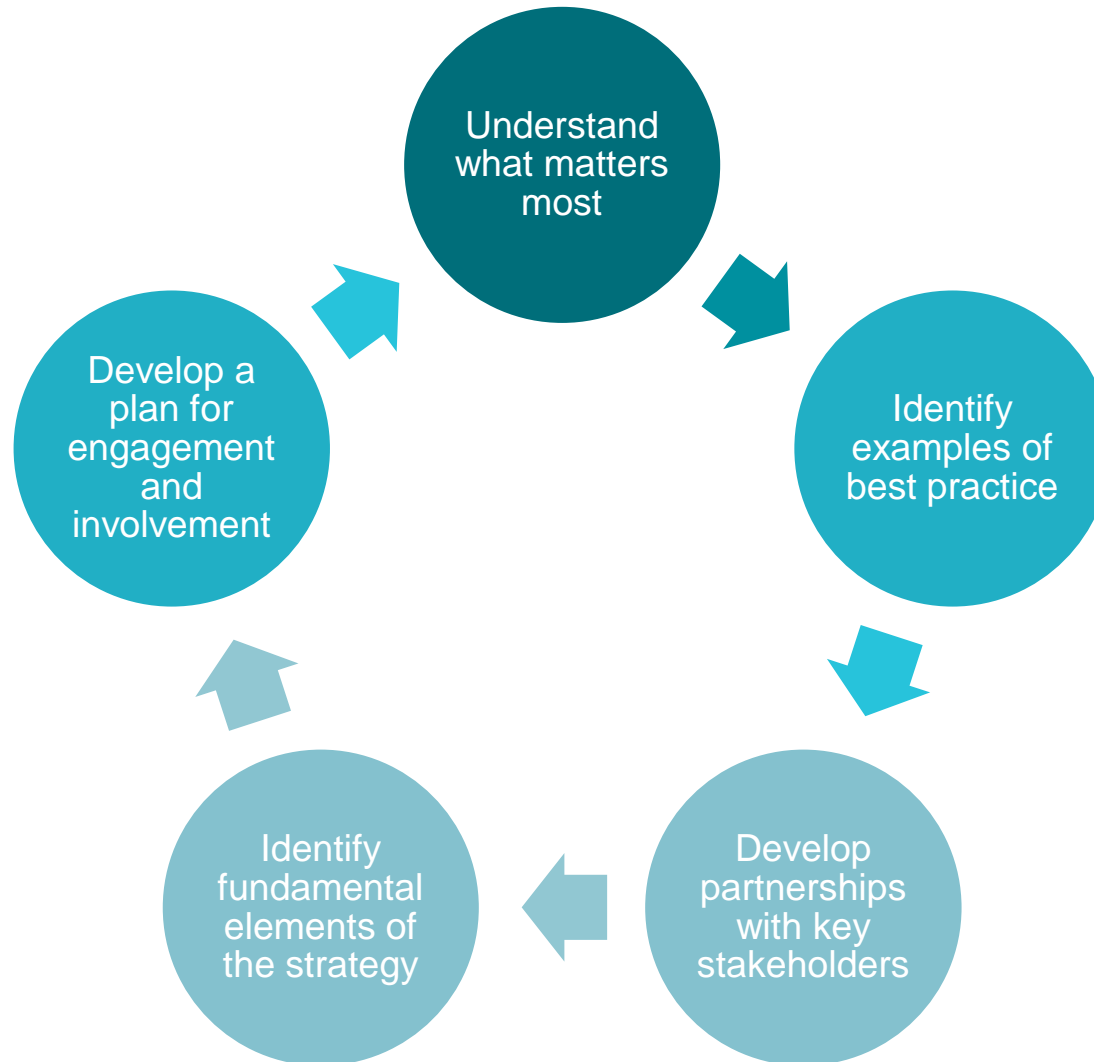 Understand
what matters
most
Identify
examples of
best practice
Develop
partnerships
with key
stakeholders
Identify
fundamental
elements of
the strategy
Develop a
plan for
engagement
and
involvement